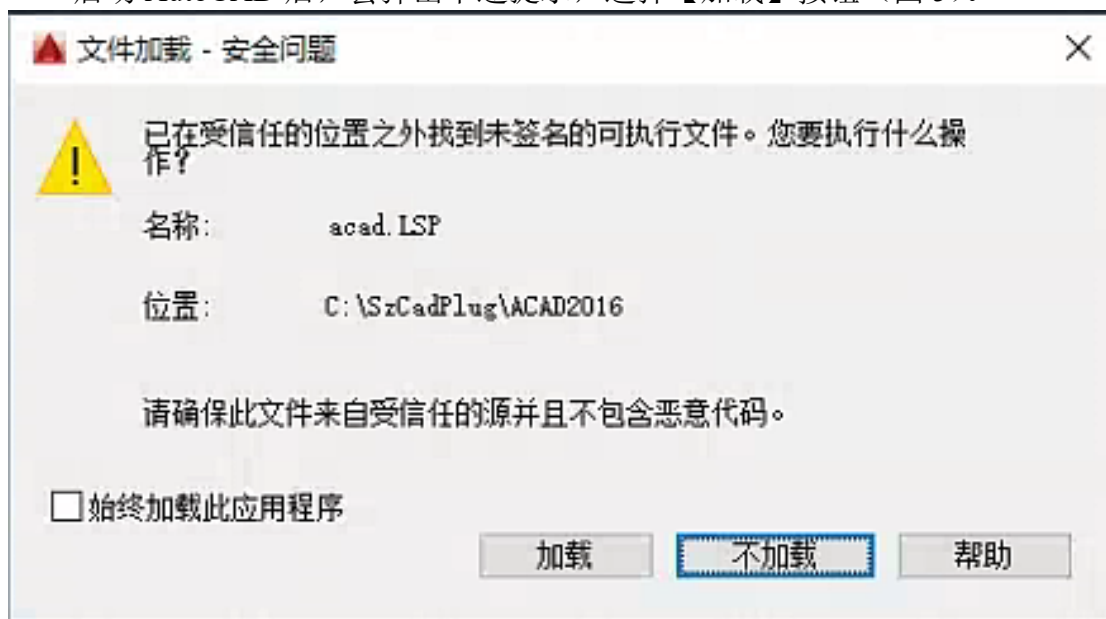 文件加载 - 安全问题
已在受信任的位置之外找到未签名的可执行文件。您要执行什么操
作?
名称: acad.LSP
位置: C:\SzCadPlug\ACAD2016
请确保此文件来自受信任的源并且不包含恶意代码。
始终加载此应用程序
加载 不加载 帮助